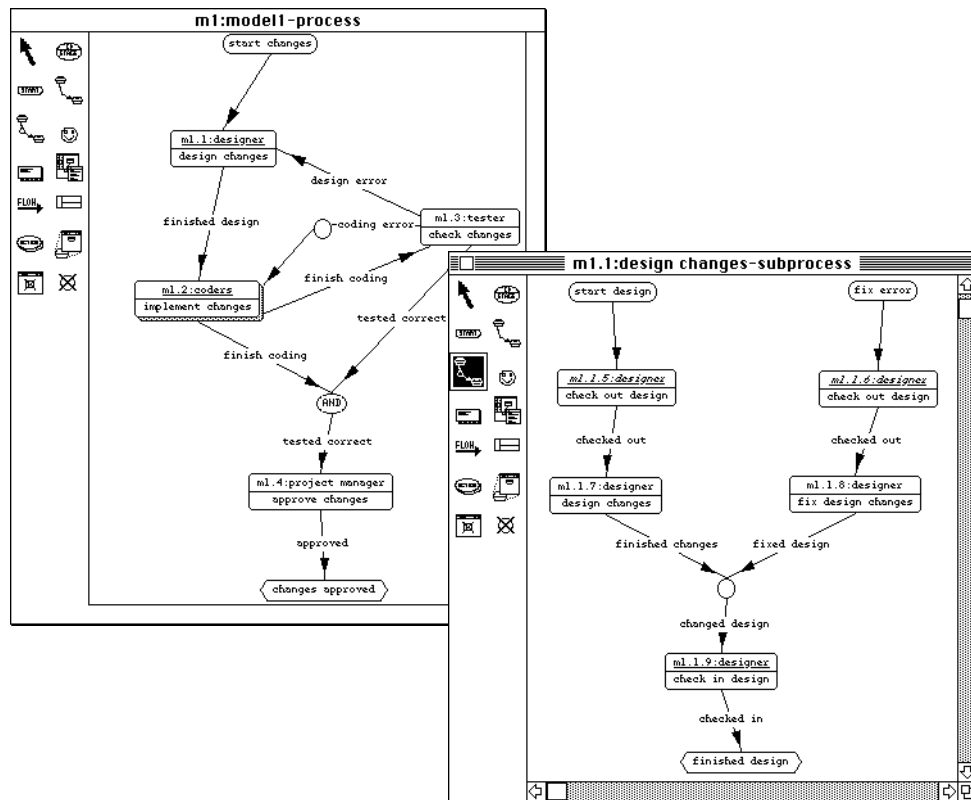 m1:model1-process
start changes
m1.1:designer
design changes
design error
m1.3:tester
check changes
finished design
coding error
finish coding
m1.2:coders
implement changes
tested correct
finish coding
AND
tested correct
m1.4:project manager
approve changes
approved
changes approved
START
FLOW
ACTION
m1.1:design changes-subprocess
start design
fix error
m1.1.5:designer
check out design
m1.1.6:designer
check out design
checked out
checked out
m1.1.7:designer
design changes
m1.1.8:designer
fix design changes
finished changes
fixed design
changed design
m1.1.9:designer
check in design
checked in
finished design
START
FLOW
ACTION